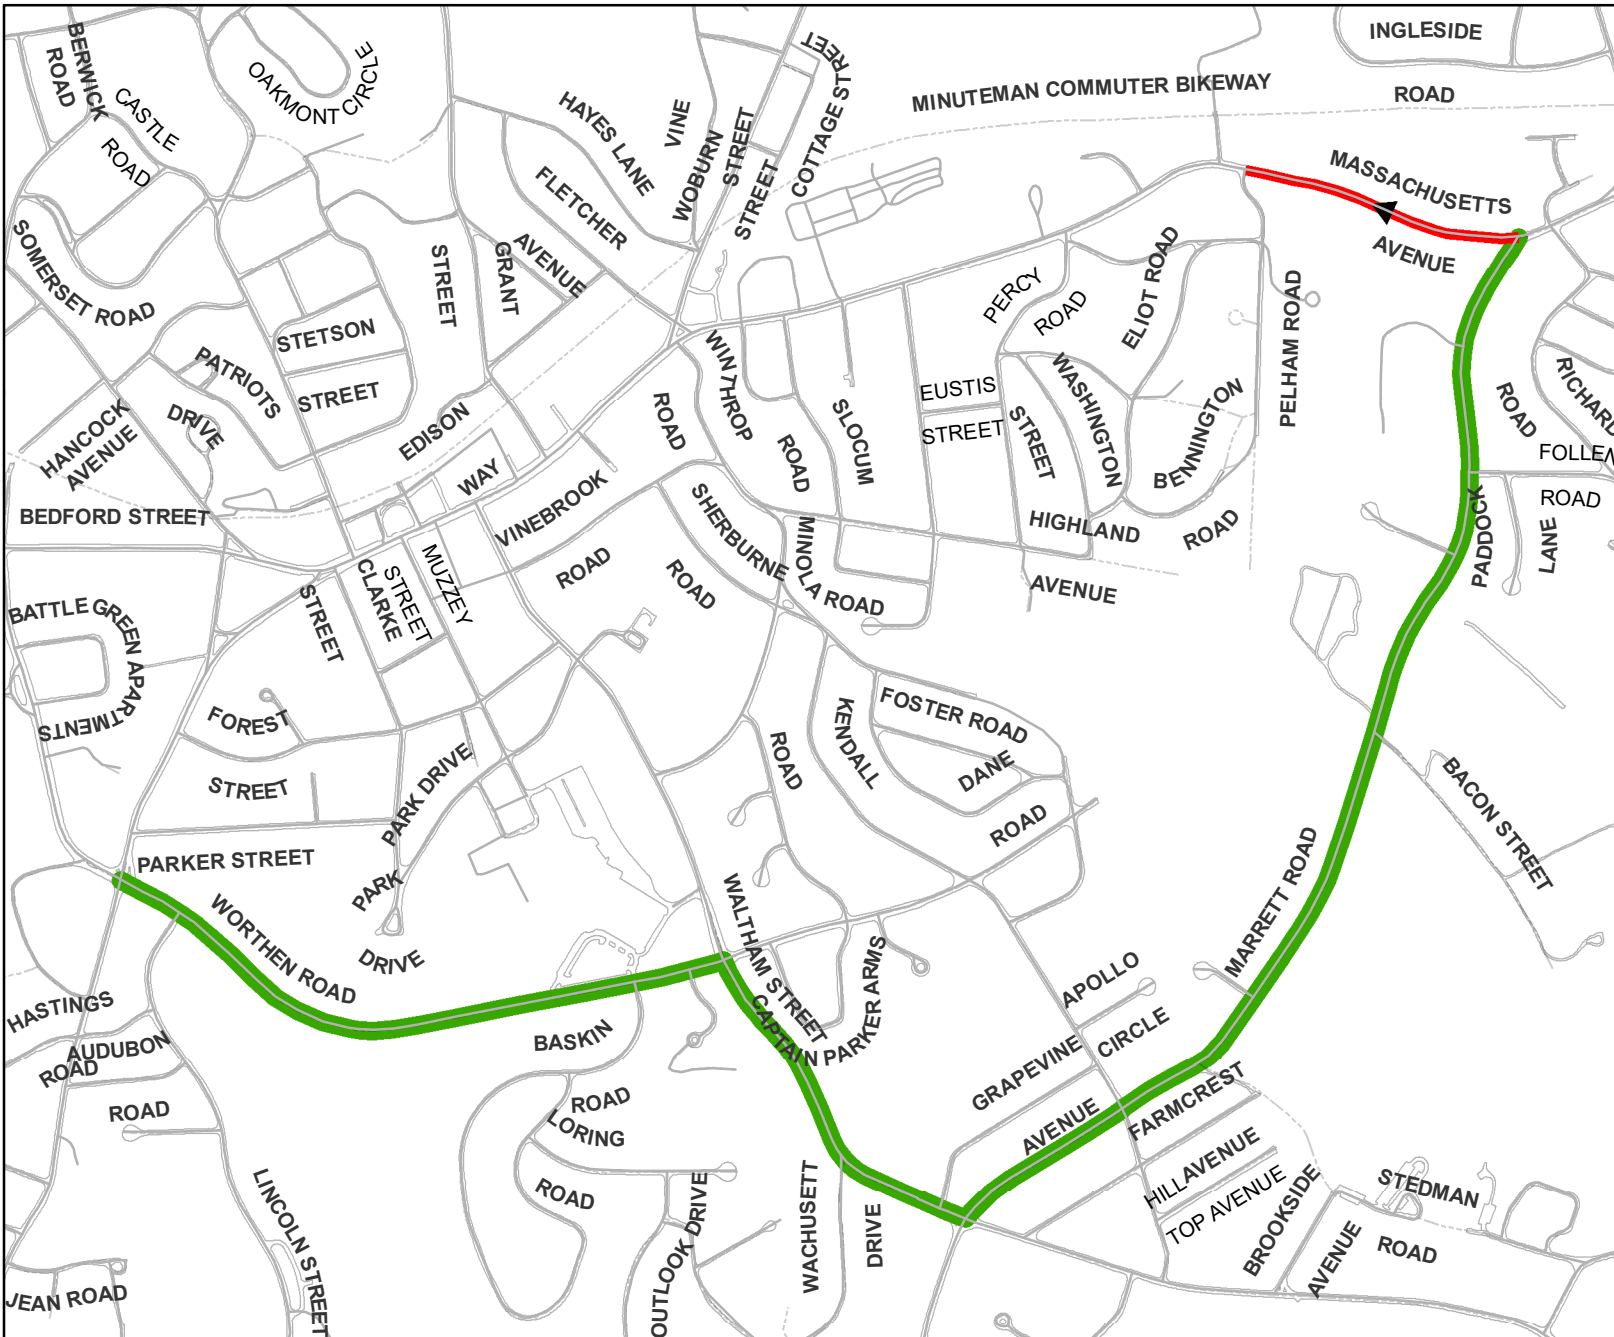 INGLESIDE
ROAD
MINUTEMAN COMMUTER BIKEWAY
BERWICK
ROAD
CASTLE
ROAD
OAKMONT CIRCLE
HAYES LANE
VINE
STREET
WOBURN
STREET
COTTAGE STREET
FLETCHER
AVENUE
GRANT
STREET
MASSACHUSETTS
AVENUE
SOMERSET ROAD
STETSON
STREET
PATRIOTS
DRIVE
HANCOCK
AVENUE
EDISON
WAY
BEDFORD STREET
PERCY
ROAD
ELIOT ROAD
PELHAM ROAD
WINTHROP
ROAD
SLOCUM
ROAD
EUSTIS
STREET
WASHINGTON
STREET
BENNINGTON
ROAD
HIGHLAND
AVENUE
RICHARD
ROAD
FOLLEN
ROAD
PADDOCK
LANE
VINEBROOK
ROAD
SHERBURNE
ROAD
MINOLA ROAD
MUZZEY
STREET
CLARKE
STREET
BATTLE GREEN APARTMENTS
FOREST
STREET
PARK DRIVE
KENDALL
ROAD
FOSTER ROAD
DANE
ROAD
BACON STREET
MARRETT ROAD
PARKER STREET
PARK
DRIVE
WORTHEN ROAD
WALTHAM STREET
CAPTAIN PARKER ARMS
APOLLO
CIRCLE
GRAPEVINE
AVENUE
HASTINGS
ROAD
AUDUBON
ROAD
BASKIN
ROAD
LORING
ROAD
FARMCREST
AVENUE
HILL
TOP AVENUE
BROOKSIDE
AVENUE
STEDMAN
ROAD
LINCOLN STREET
OUTLOOK DRIVE
WACHUSETT
DRIVE
JEAN ROAD